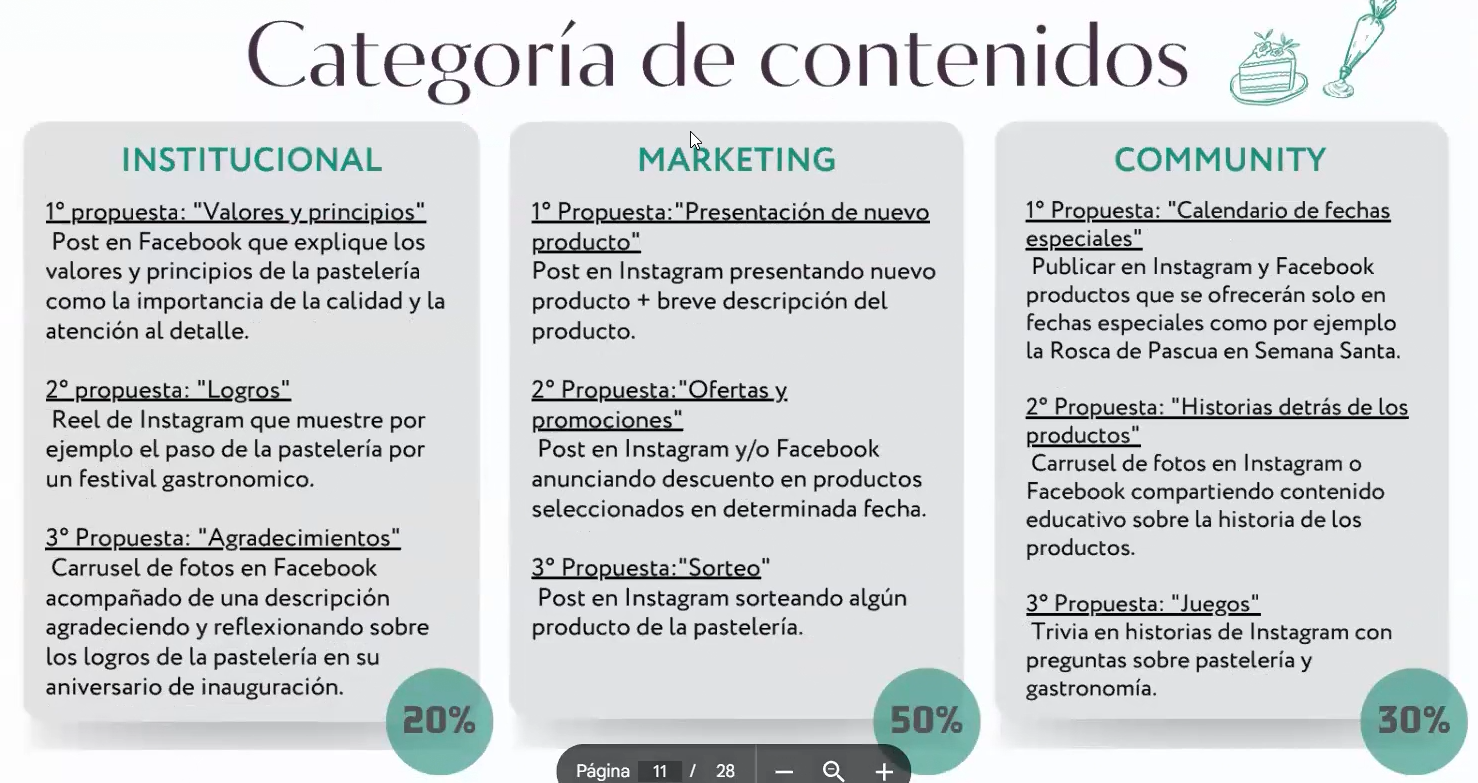 Categoría de contenidos
INSTITUCIONAL
1° propuesta: "Valores y principios"
Post en Facebook que explique los
valores y principios de la pastelería
como la importancia de la calidad y la
atención al detalle.
2° propuesta: "Logros"
Reel de Instagram que muestre por
ejemplo el paso de la pastelería por
un festival gastronomico.
3° Propuesta: "Agradecimientos"
Carrusel de fotos en Facebook
acompañado de una descripción
agradeciendo y reflexionando sobre
los logros de la pastelería en su
aniversario de inauguración.
20%
MARKETING
1° Propuesta:"Presentación de nuevo
producto"
Post en Instagram presentando nuevo
producto + breve descripción del
producto.
2° Propuesta:"Ofertas y
promociones"
Post en Instagram y/o Facebook
anunciando descuento en productos
seleccionados en determinada fecha.
3° Propuesta:"Sorteo"
Post en Instagram sorteando algún
producto de la pastelería.
50%
COMMUNITY
1° Propuesta: "Calendario de fechas
especiales"
Publicar en Instagram y Facebook
productos que se ofrecerán solo en
fechas especiales como por ejemplo
la Rosca de Pascua en Semana Santa.
2° Propuesta: "Historias detrás de los
productos"
Carrusel de fotos en Instagram o
Facebook compartiendo contenido
educativo sobre la historia de los
productos.
3° Propuesta: "Juegos"
Trivia en historias de Instagram con
preguntas sobre pastelería y
gastronomía.
30%
Página 11 / 28